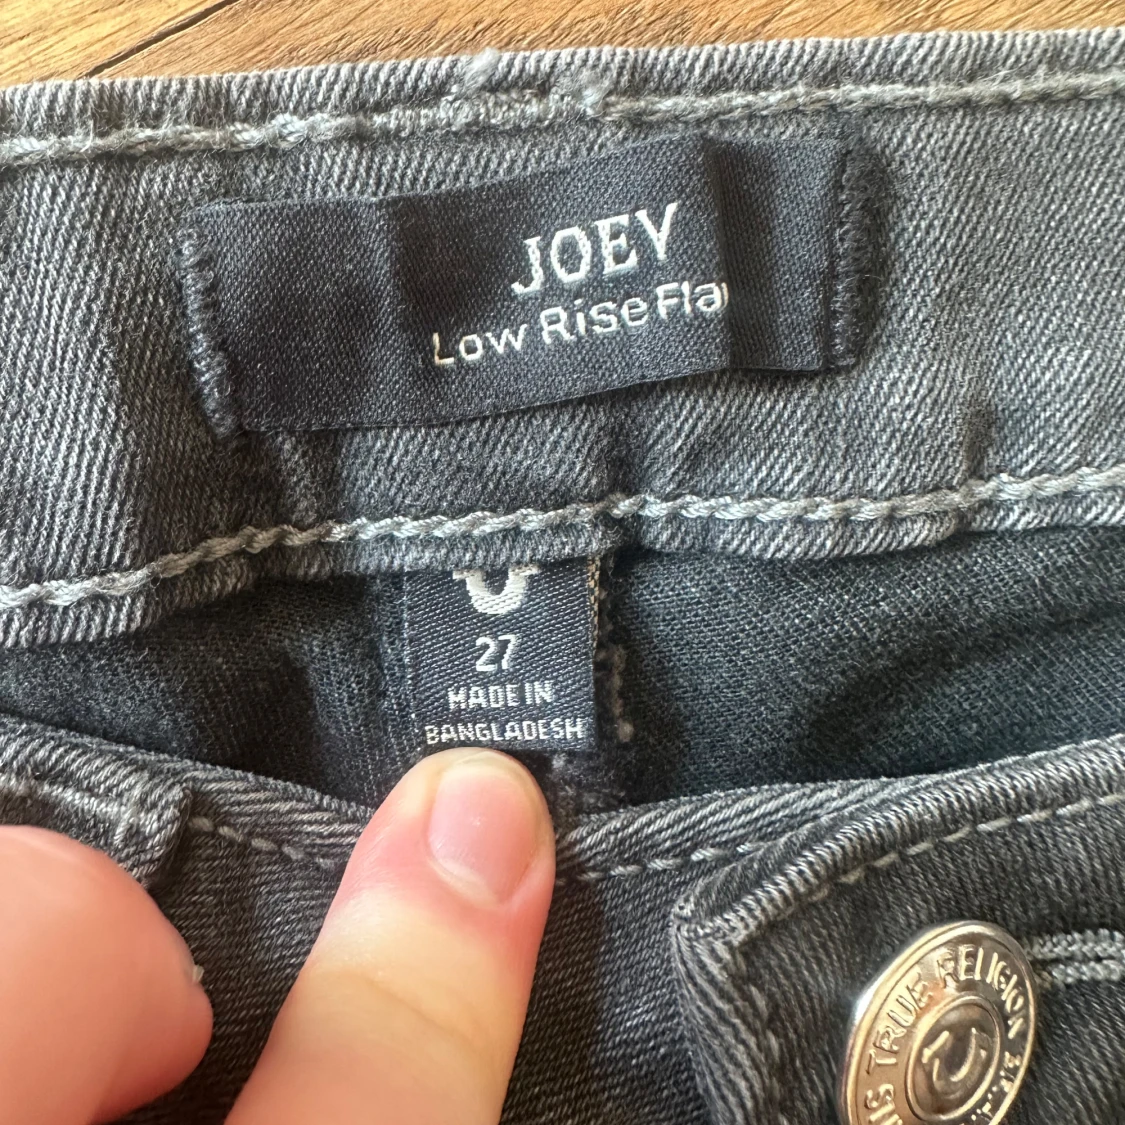 JOEY
Low Rise Fla
27
MADE IN
BANGLADESH
TRUE RELIGION